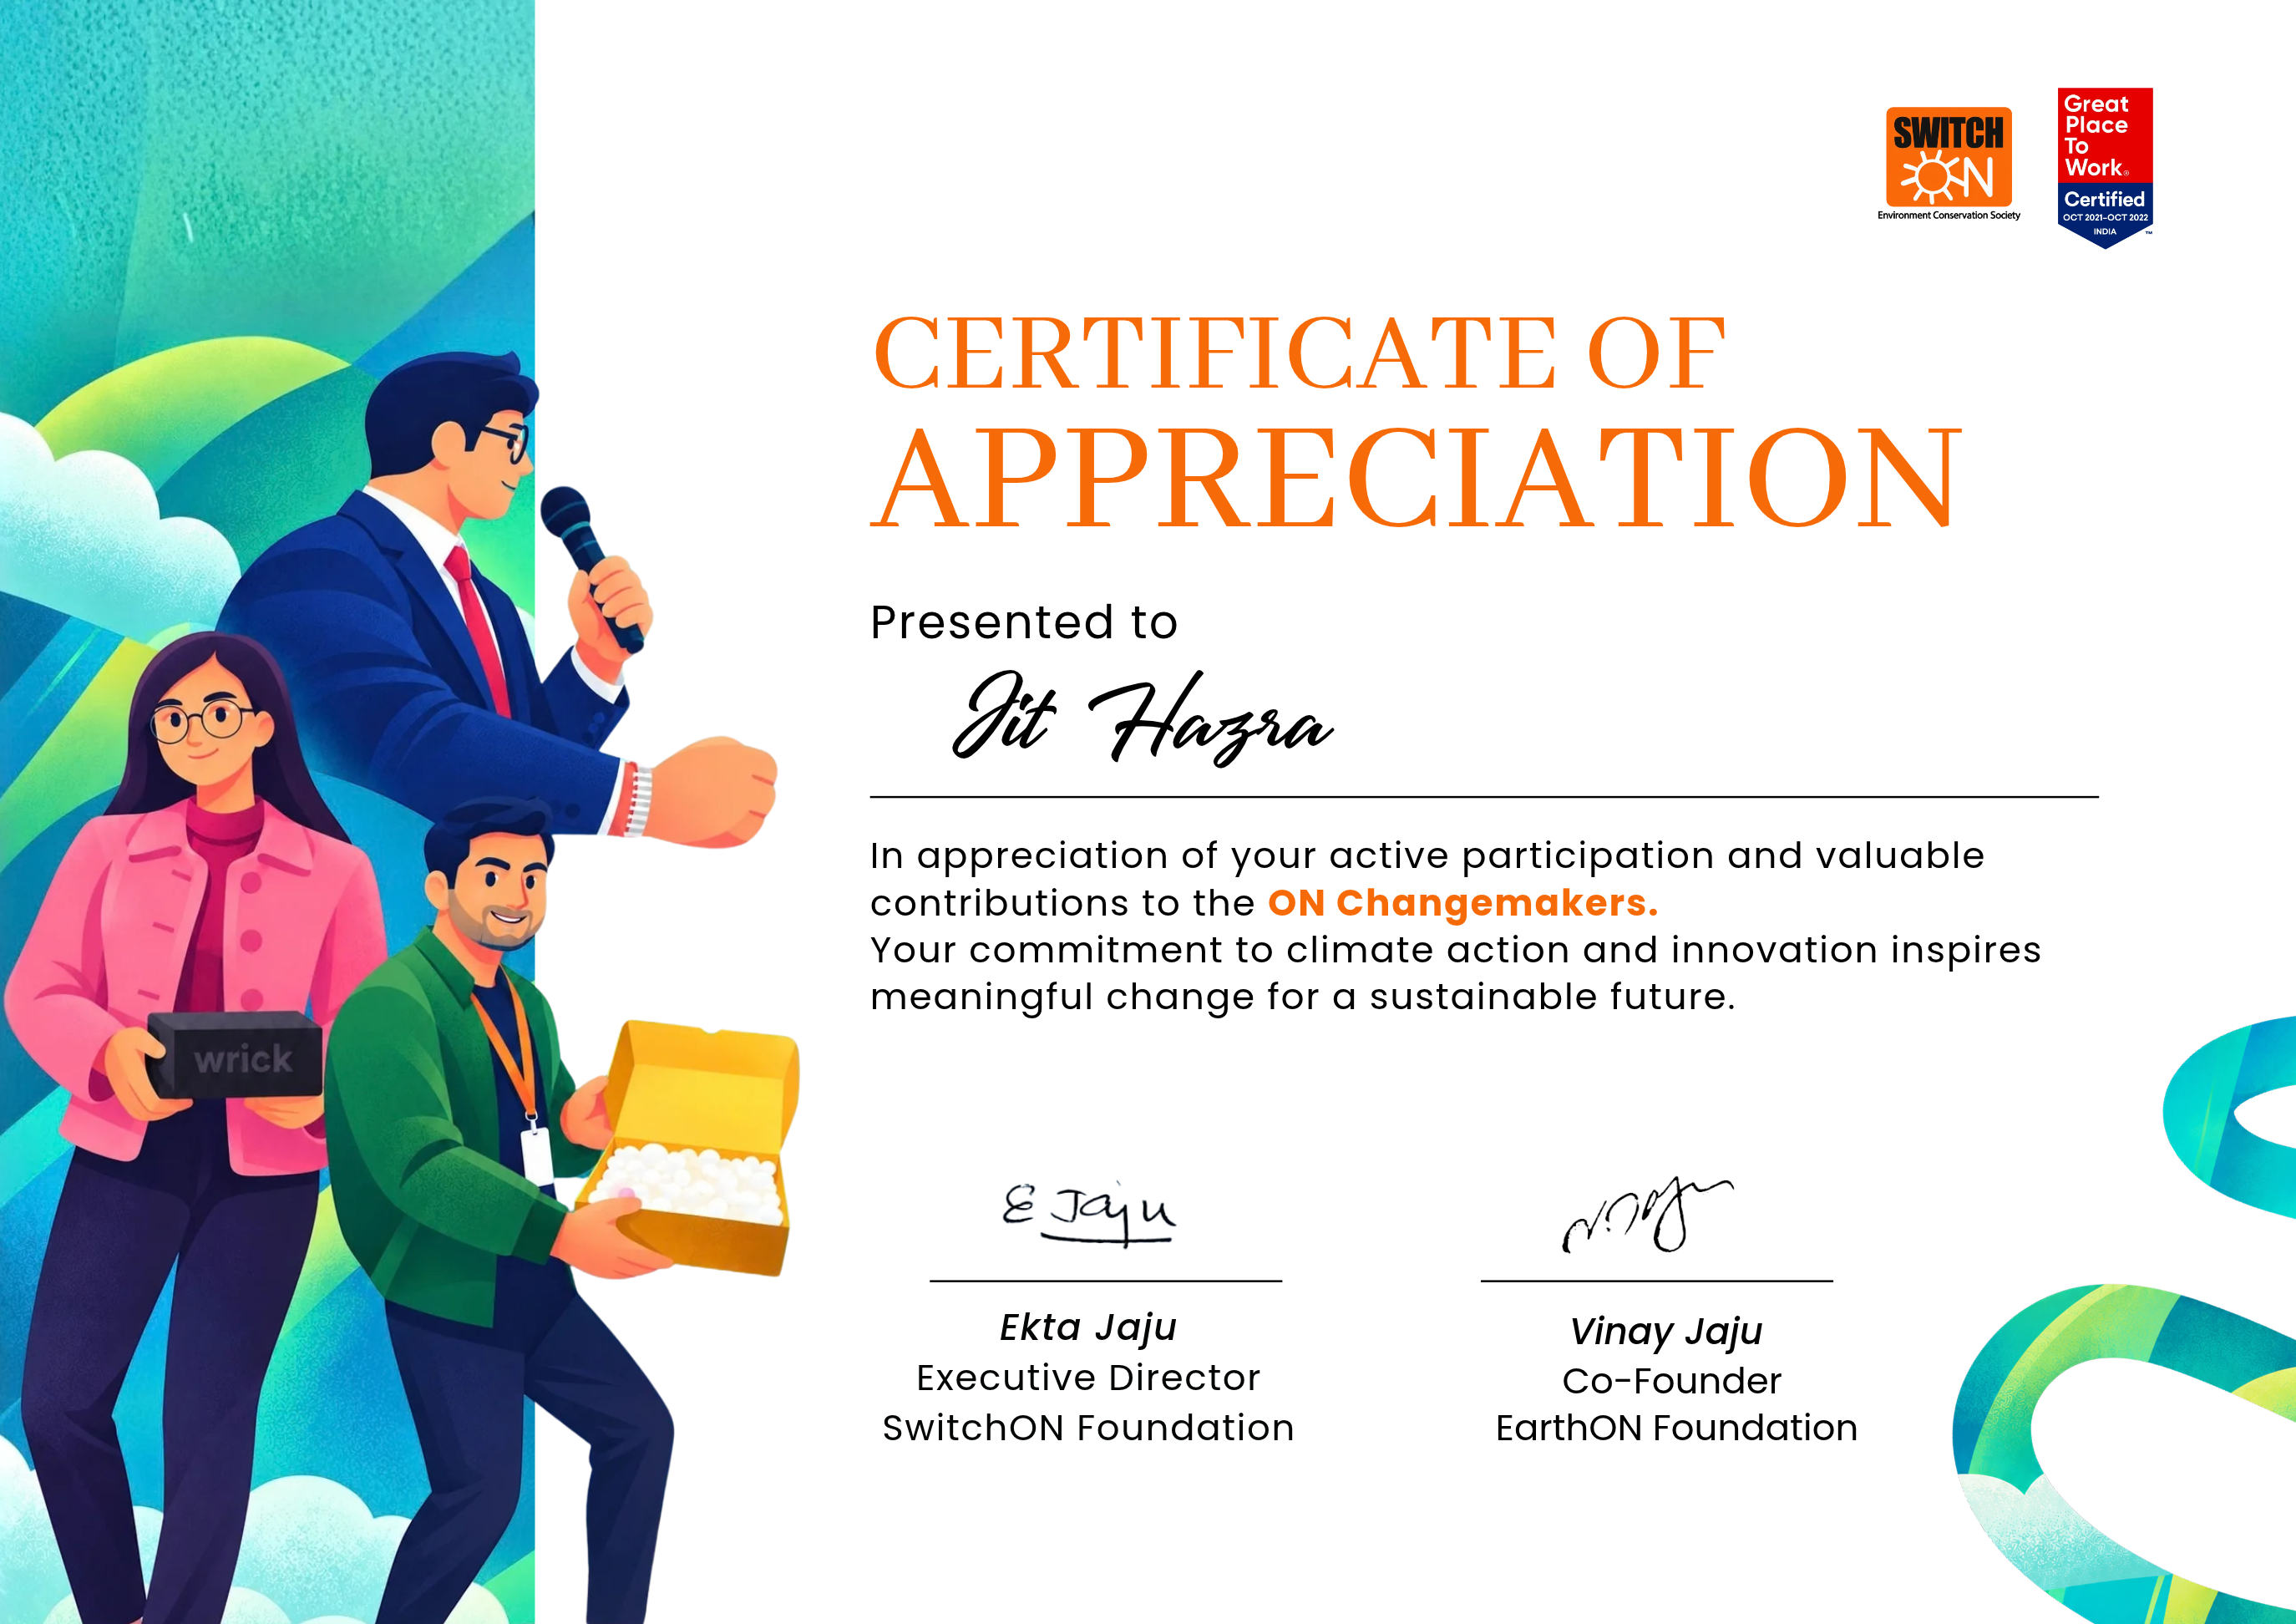 SWITCH
ON
Environment Conservation Society
Great
Place
To
Work®
Certified
OCT 2021-OCT 2022
INDIA
™
CERTIFICATE OF
APPRECIATION
Presented to
Jit Hazra
In appreciation of your active participation and valuable
contributions to the ON Changemakers.
Your commitment to climate action and innovation inspires
meaningful change for a sustainable future.
wrick
E Jaju
Ekta Jaju
Executive Director
SwitchON Foundation
Vinay Jaju
Co-Founder
EarthON Foundation